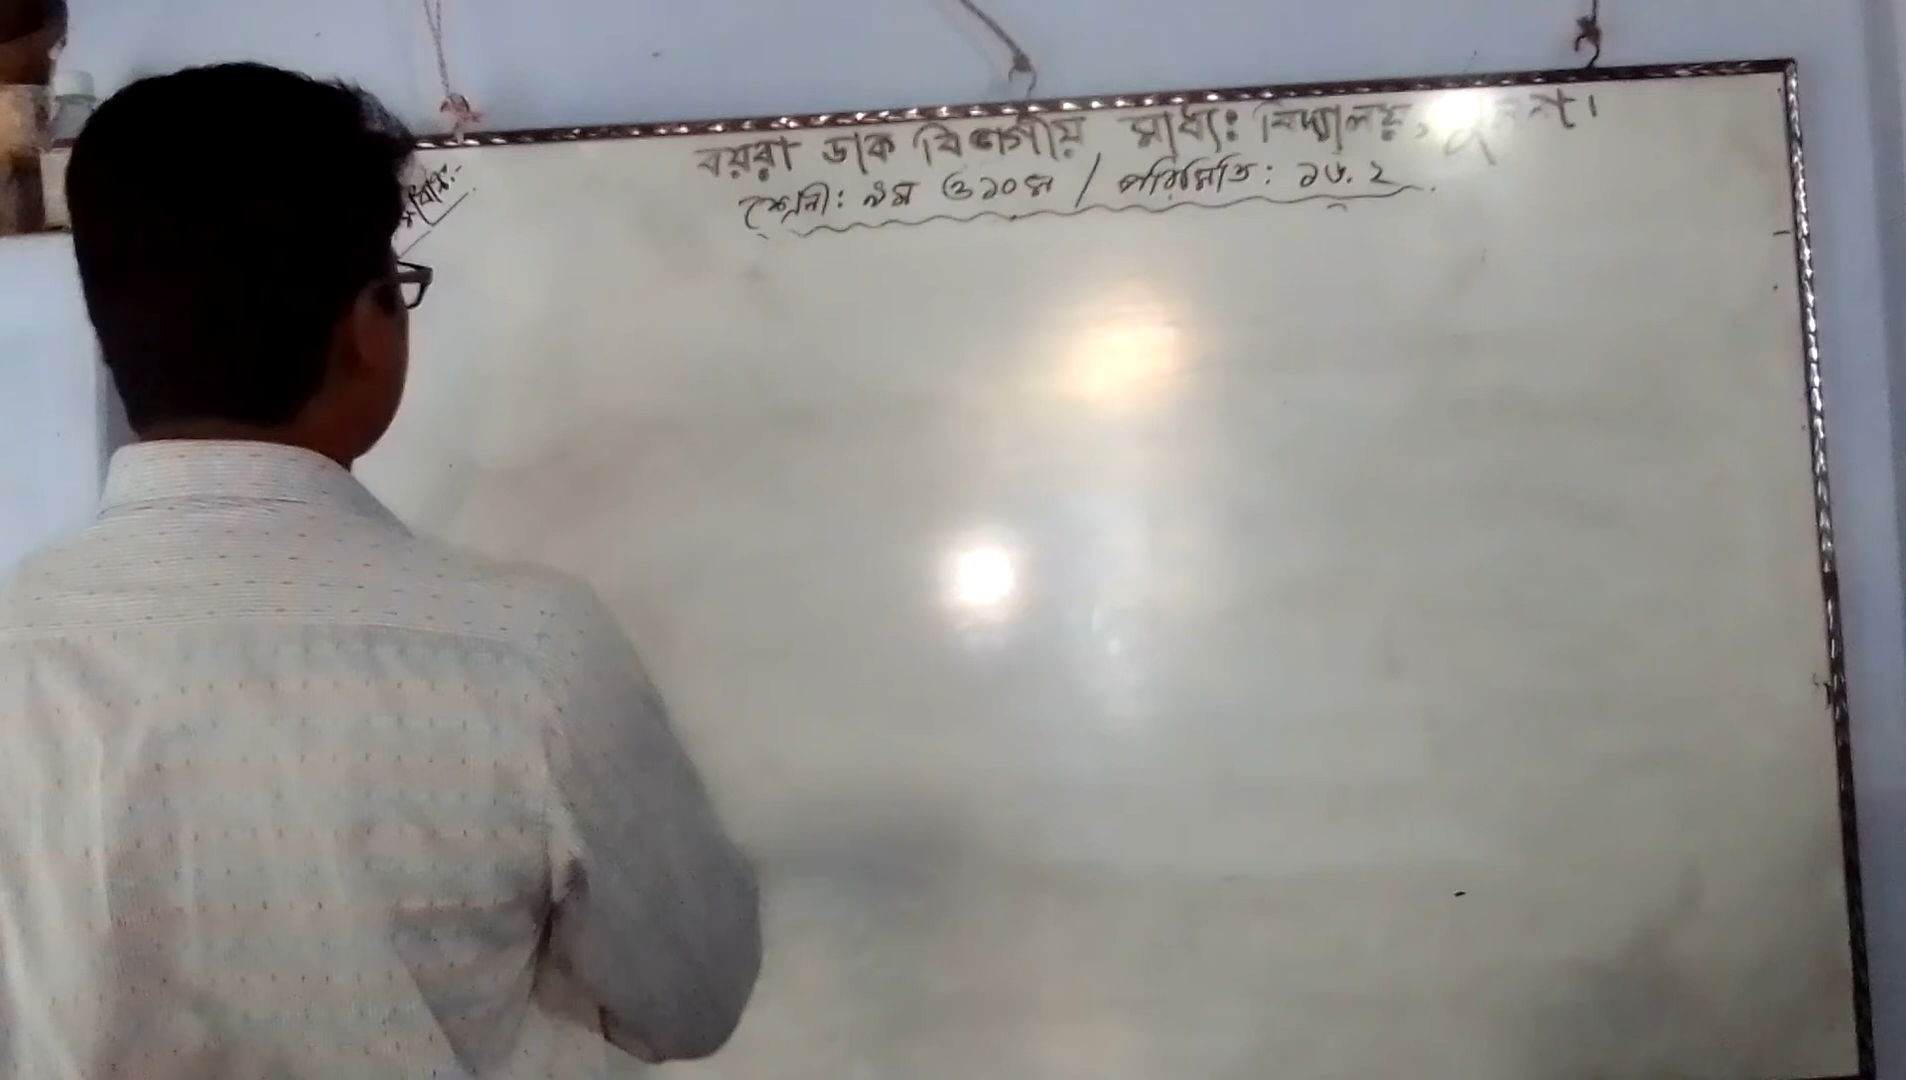 বয়রা ডাক বিভাগীয় মাধ্যঃ বিদ্যালয়,
শ্রেনী: ৯ম ও ১০ম / পরিমিতি: ১৬.২